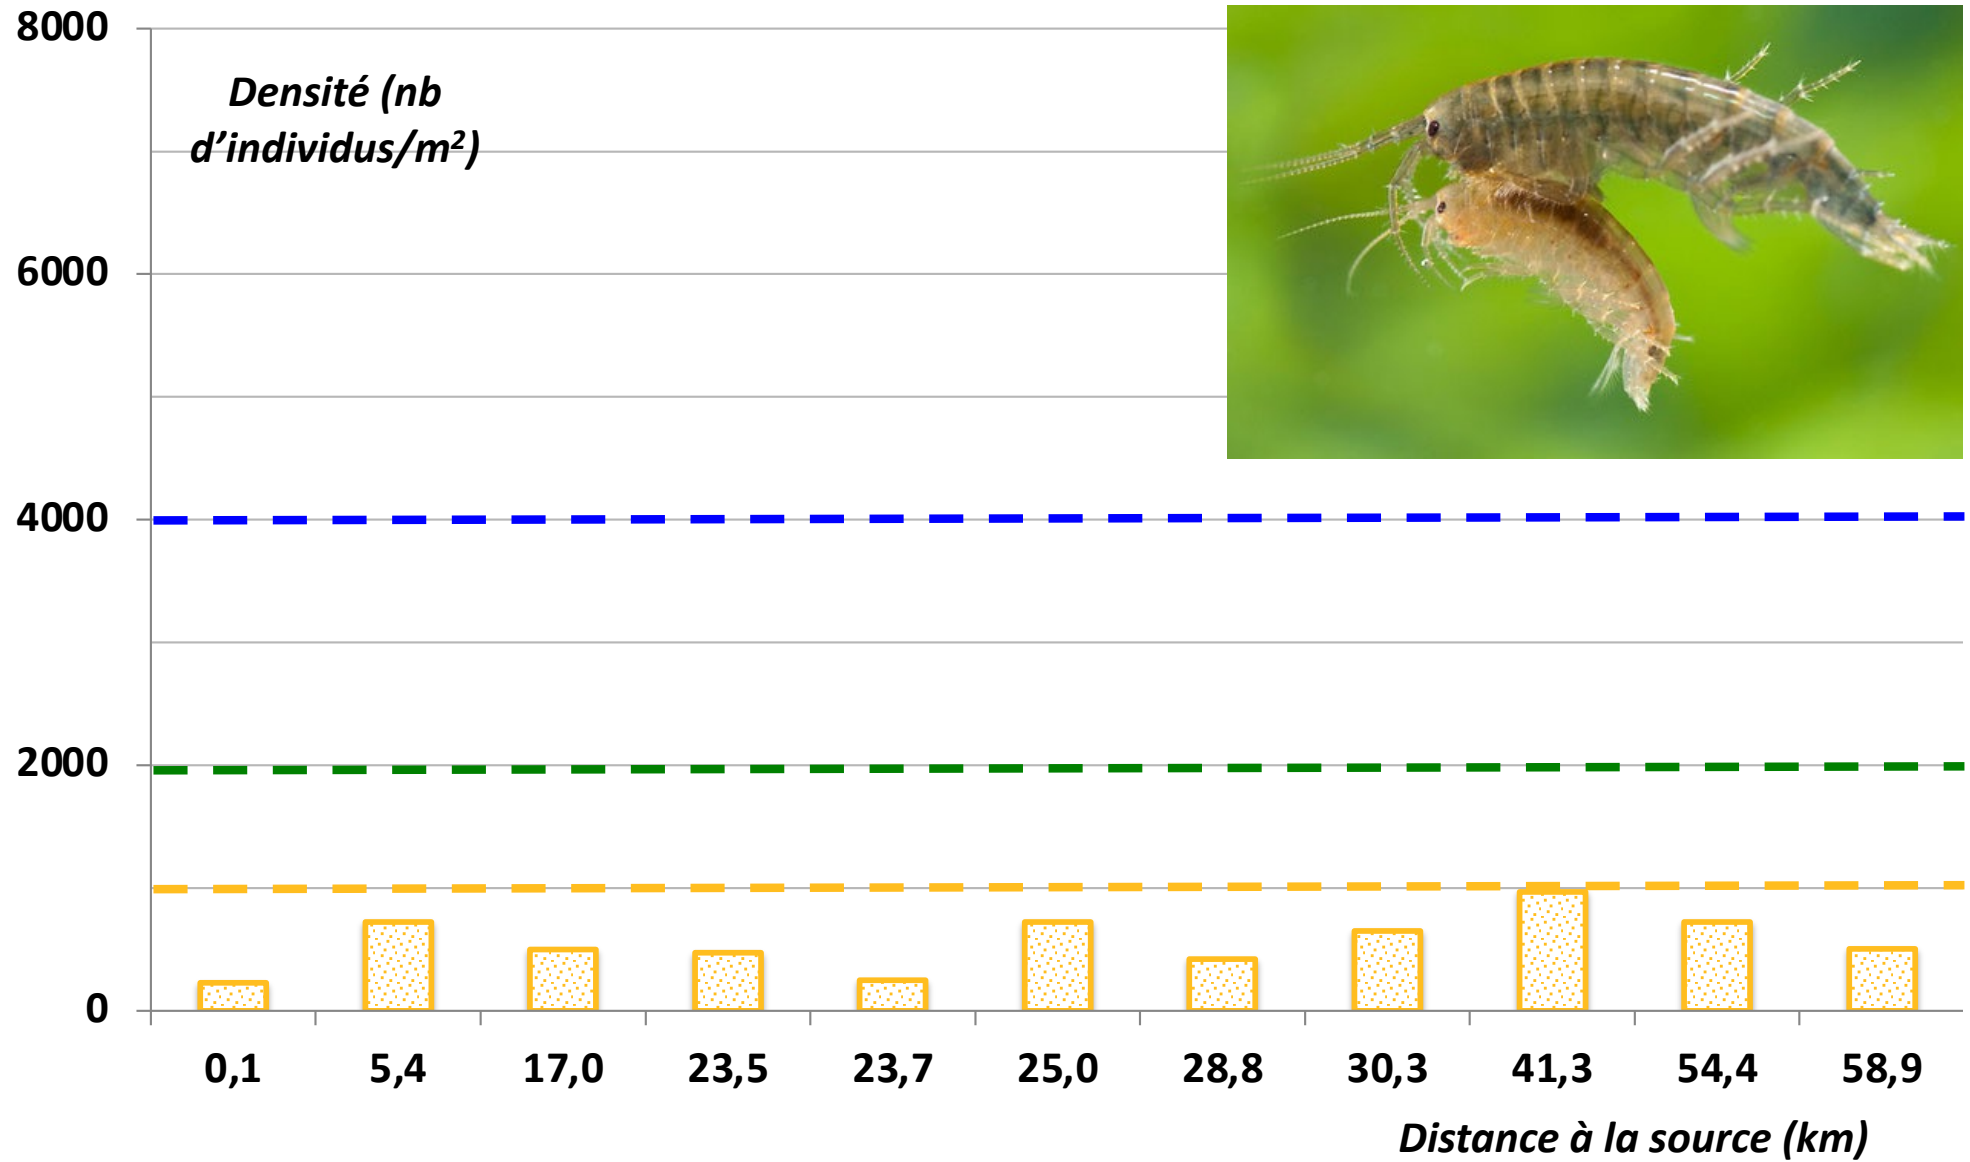 8000
Densité (nb
d’individus/m²)
6000
4000
2000
0
0,1 5,4 17,0 23,5 23,7 25,0 28,8 30,3 41,3 54,4 58,9
Distance à la source (km)